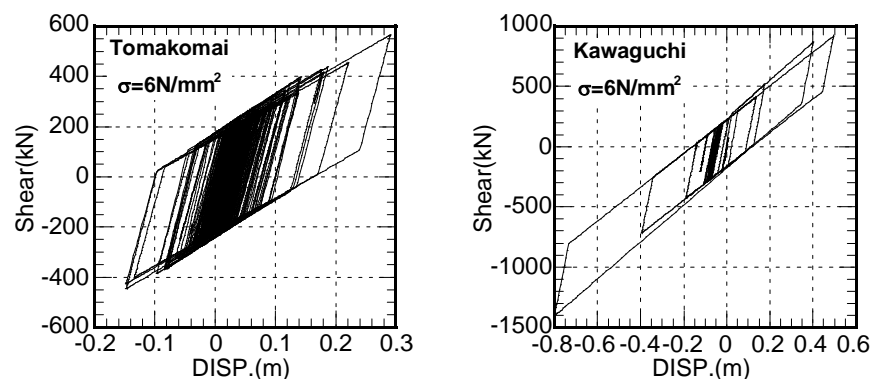 600
400
200
0
-200
-400
-600
Shear(kN)
Tomakomai
σ=6N/mm²
-0.2 -0.1 0 0.1 0.2 0.3
DISP.(m)
1000
500
0
-500
-1000
-1500
Shear(kN)
Kawaguchi
σ=6N/mm²
-0.8 -0.6 -0.4 -0.2 0 0.2 0.4 0.6
DISP.(m)